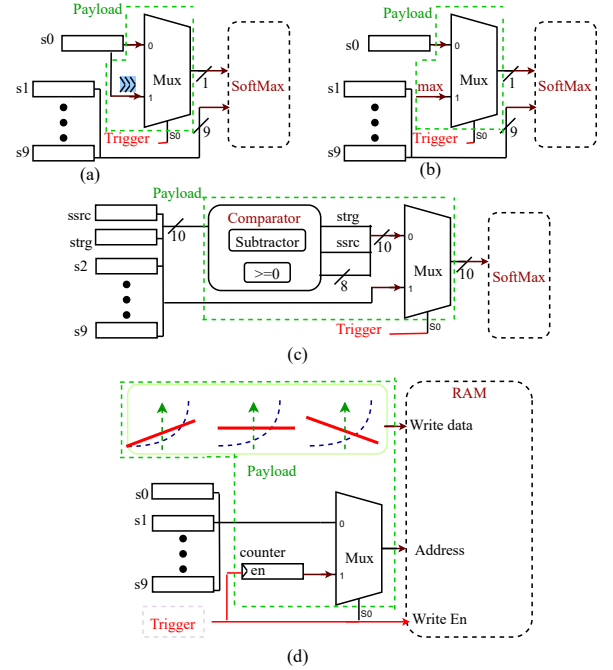 Payload
s0
0
Mux
1
s1
1
SoftMax
9
Trigger
S0
s9
(a)
Payload
s0
0
Mux
max
1
s1
1
SoftMax
9
Trigger
S0
s9
(b)
Payload
ssrc
strg
s2
s9
10
Comparator
Subtractor
>=0
strg
ssrc
10
8
0
Mux
1
10
SoftMax
Trigger
S0
(c)
RAM
Write data
Payload
s0
s1
s9
0
counter
en
Mux
1
Address
S0
Trigger
Write En
(d)